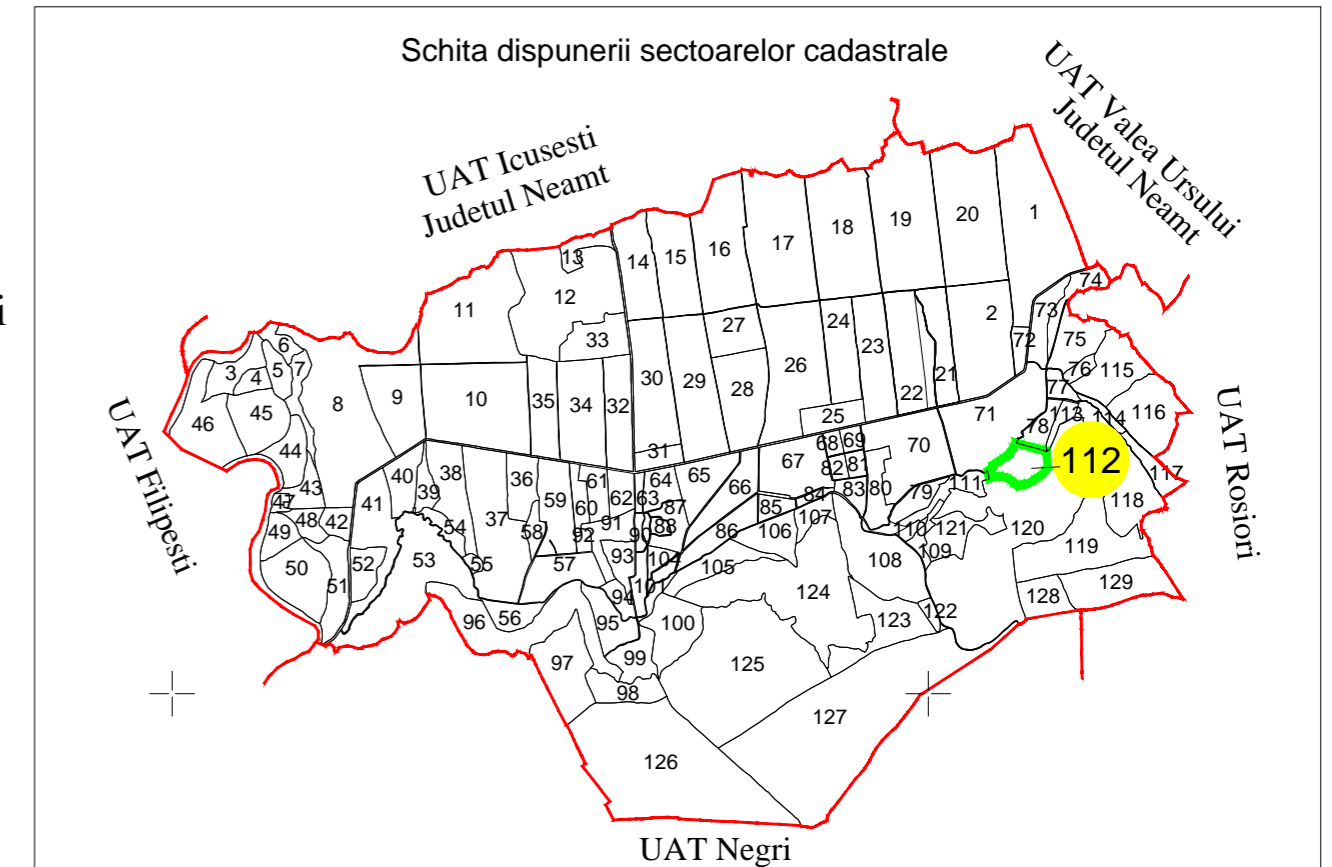 Schita dispunerii sectoarelor cadastrale
UAT Valea Ursului
Judetul Neamt
UAT Icusesti
Judetul Neamt
i
UAT Filipesti
UAT Rosiori
UAT Negri
13 14 15 16 17 18 19 20 1
11 12 33 27 24 23 22 21 2 72 73 74
6 7 5 3 4 46 45 8 9 10 35 34 32 30 29 28 26 25 75 76 115
77 116 71 78 113 114 112 117 118
44 43 48 42 49 50 51 52 41 40 39 38 37 36 54 53 55 59 58 57 60 61 62 63 64 31 65 66 67 68 69 70
82 81 83 80 79 111 84 85 86 87 88 90 91 92 93 94 95 104
96 56 97 98 99 100 105 106 107 108 110 109 121 120 119 122 123 124 128 129
125 127 126